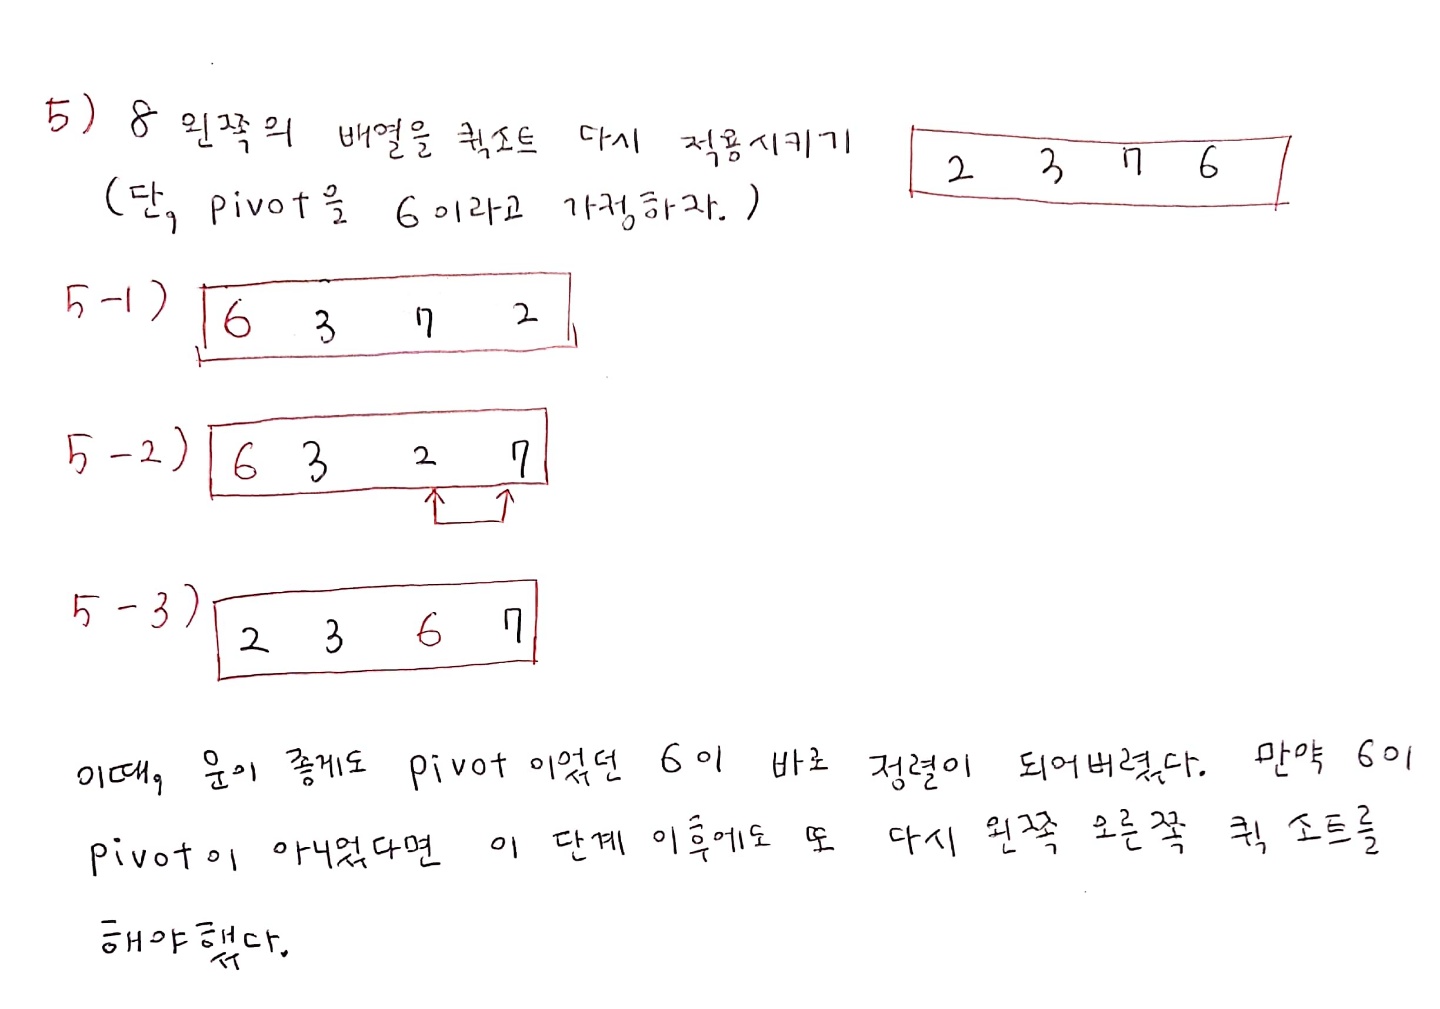 5) 8 왼쪽의 배열을 퀵소트 다시 적용시키기
2 3 7 6
(단, pivot을 6이라고 가정하자.)
5-1) 6 3 7 2
5-2) 6 3 2 7
5-3) 2 3 6 7
이때, 운이 좋게도 pivot이었던 6이 바로 정렬이 되어버렸다. 만약 6이
pivot이 아니었다면 이 단계 이후에도 또 다시 왼쪽 오른쪽 퀵 소트를
해야했다.